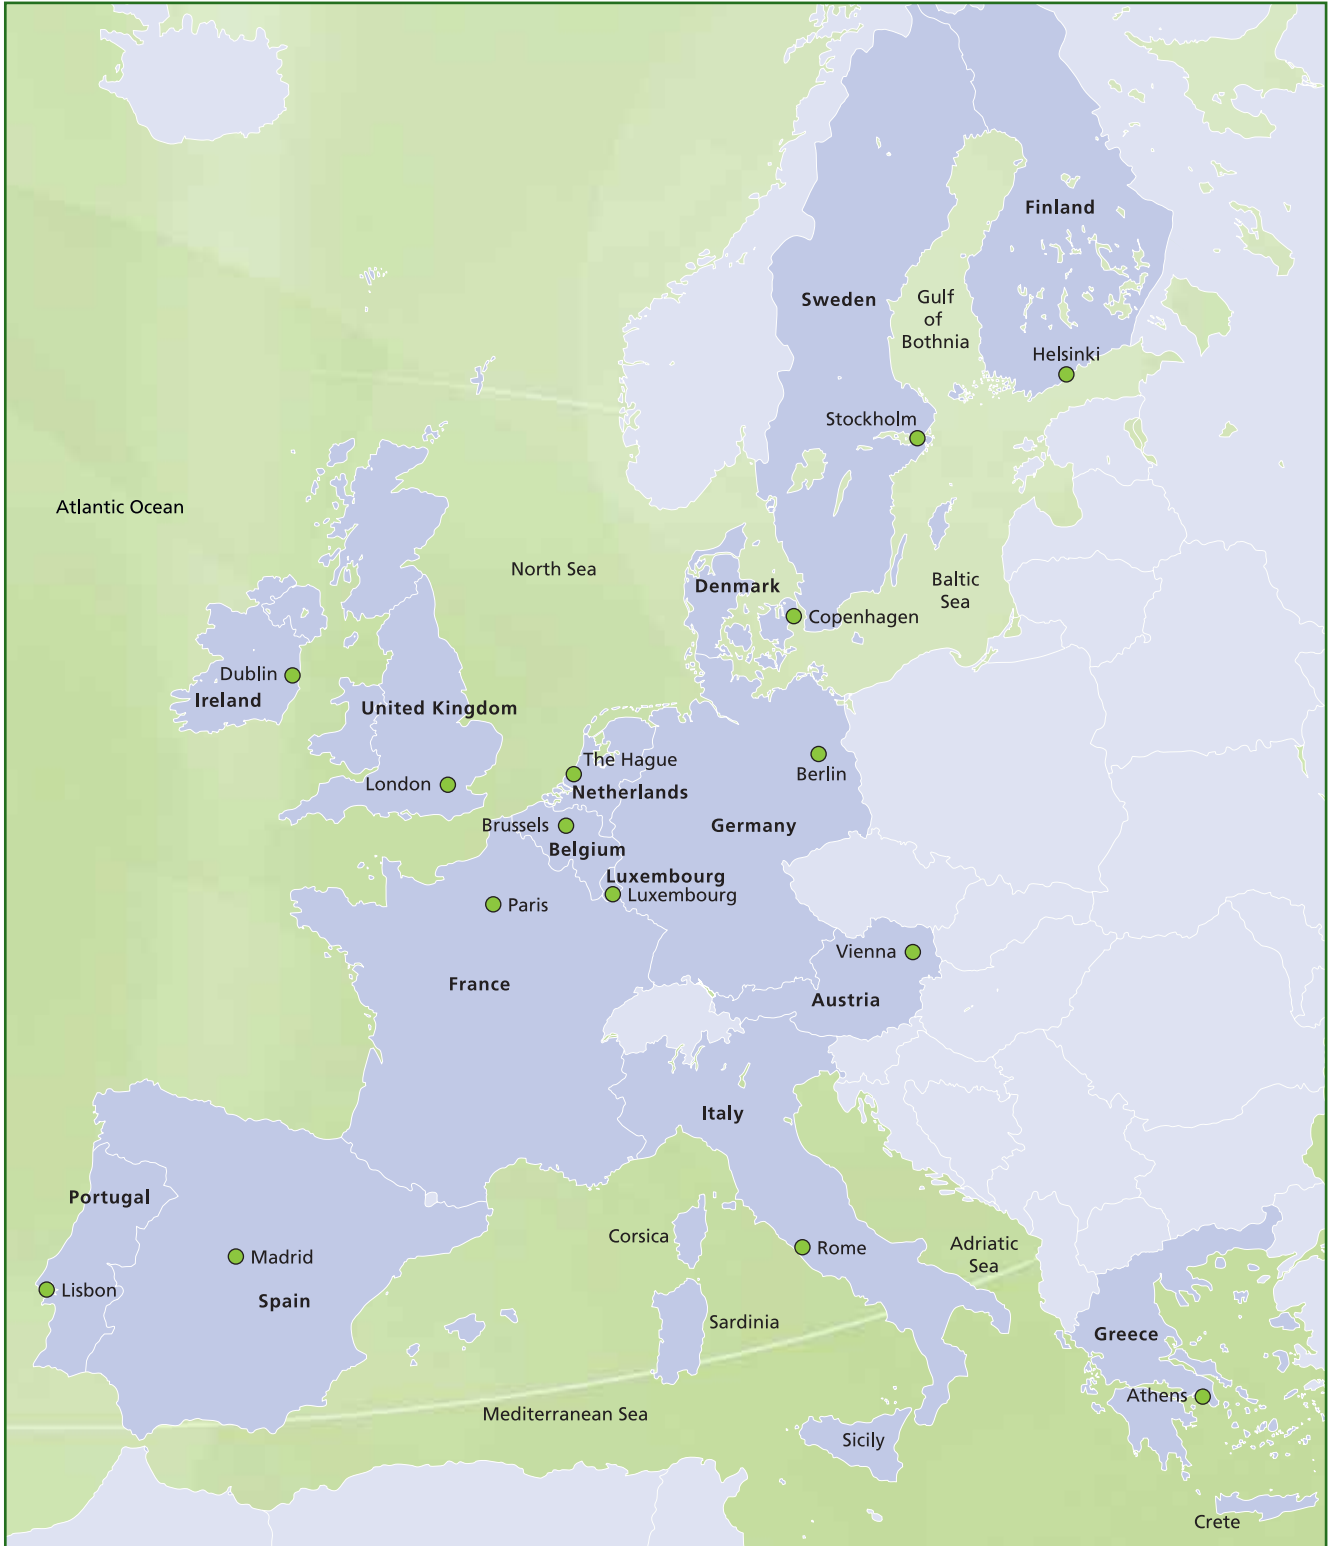 Finland
Sweden
Gulf
of
Bothnia
Helsinki
Stockholm
Atlantic Ocean
North Sea
Denmark
Baltic
Sea
Copenhagen
Dublin
Ireland
United Kingdom
The Hague
Berlin
London
Netherlands
Brussels
Germany
Belgium
Luxembourg
Luxembourg
Paris
Vienna
France
Austria
Italy
Portugal
Corsica
Rome
Adriatic
Sea
Madrid
Lisbon
Spain
Sardinia
Greece
Athens
Mediterranean Sea
Sicily
Crete